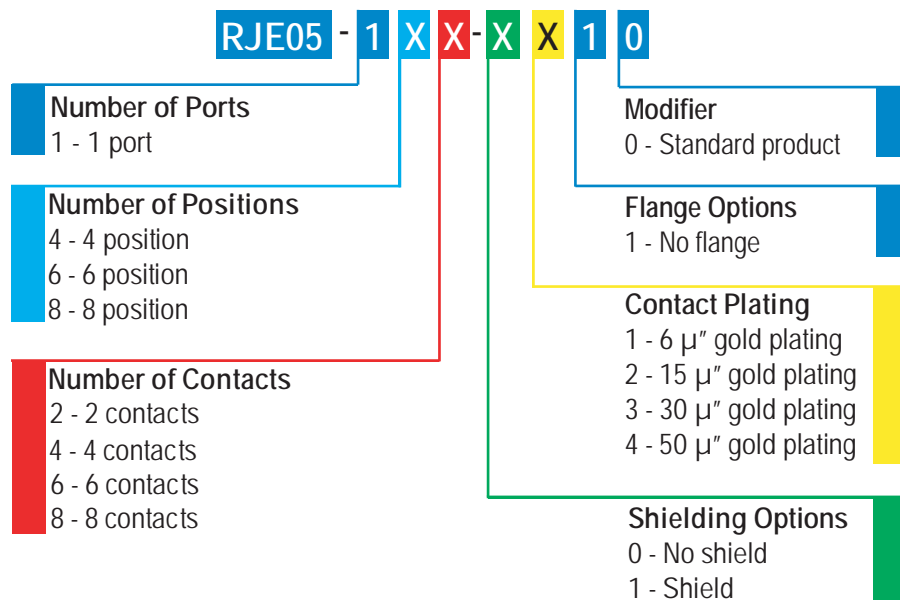 RJE05 - 1 X X - X X 1 0
Number of Ports
1 - 1 port
Number of Positions
4 - 4 position
6 - 6 position
8 - 8 position
Number of Contacts
2 - 2 contacts
4 - 4 contacts
6 - 6 contacts
8 - 8 contacts
Modifier
0 - Standard product
Flange Options
1 - No flange
Contact Plating
1 - 6 µ" gold plating
2 - 15 µ" gold plating
3 - 30 µ" gold plating
4 - 50 µ" gold plating
Shielding Options
0 - No shield
1 - Shield